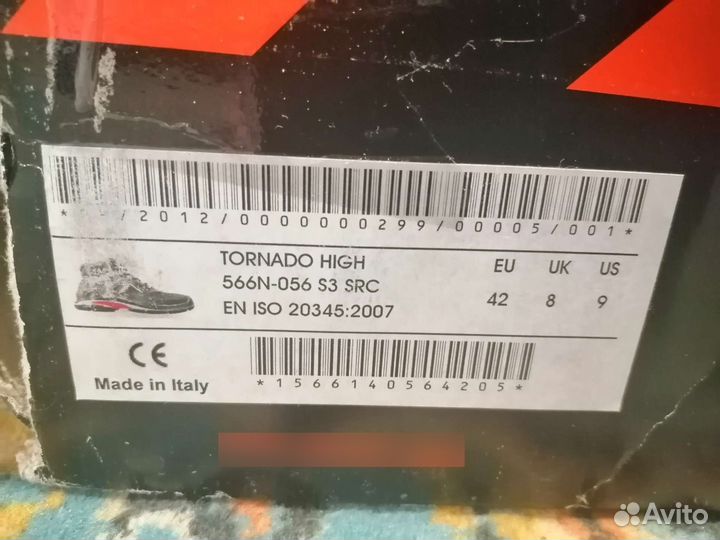 /2012/0000000299/00005/001*
TORNADO HIGH EU UK US
566N-056 S3 SRC 42 8 9
EN ISO 20345:2007
CE
Made in Italy *1566140564205*
Avito